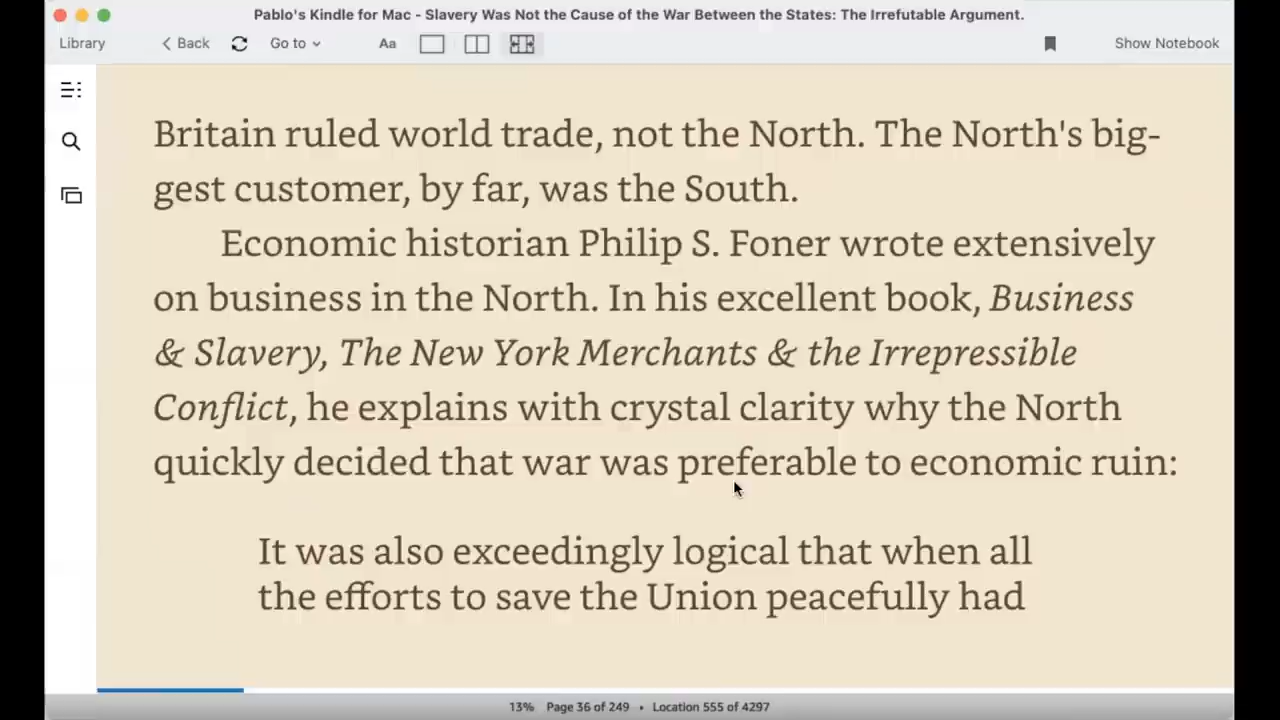 Pablo's Kindle for Mac - Slavery Was Not the Cause of the War Between the States: The Irrefutable Argument.
Library Back Go to Aa Show Notebook
Britain ruled world trade, not the North. The North's big-
gest customer, by far, was the South.
Economic historian Philip S. Foner wrote extensively
on business in the North. In his excellent book, Business
& Slavery, The New York Merchants & the Irrepressible
Conflict, he explains with crystal clarity why the North
quickly decided that war was preferable to economic ruin:
It was also exceedingly logical that when all
the efforts to save the Union peacefully had
13% Page 36 of 249 • Location 555 of 4297